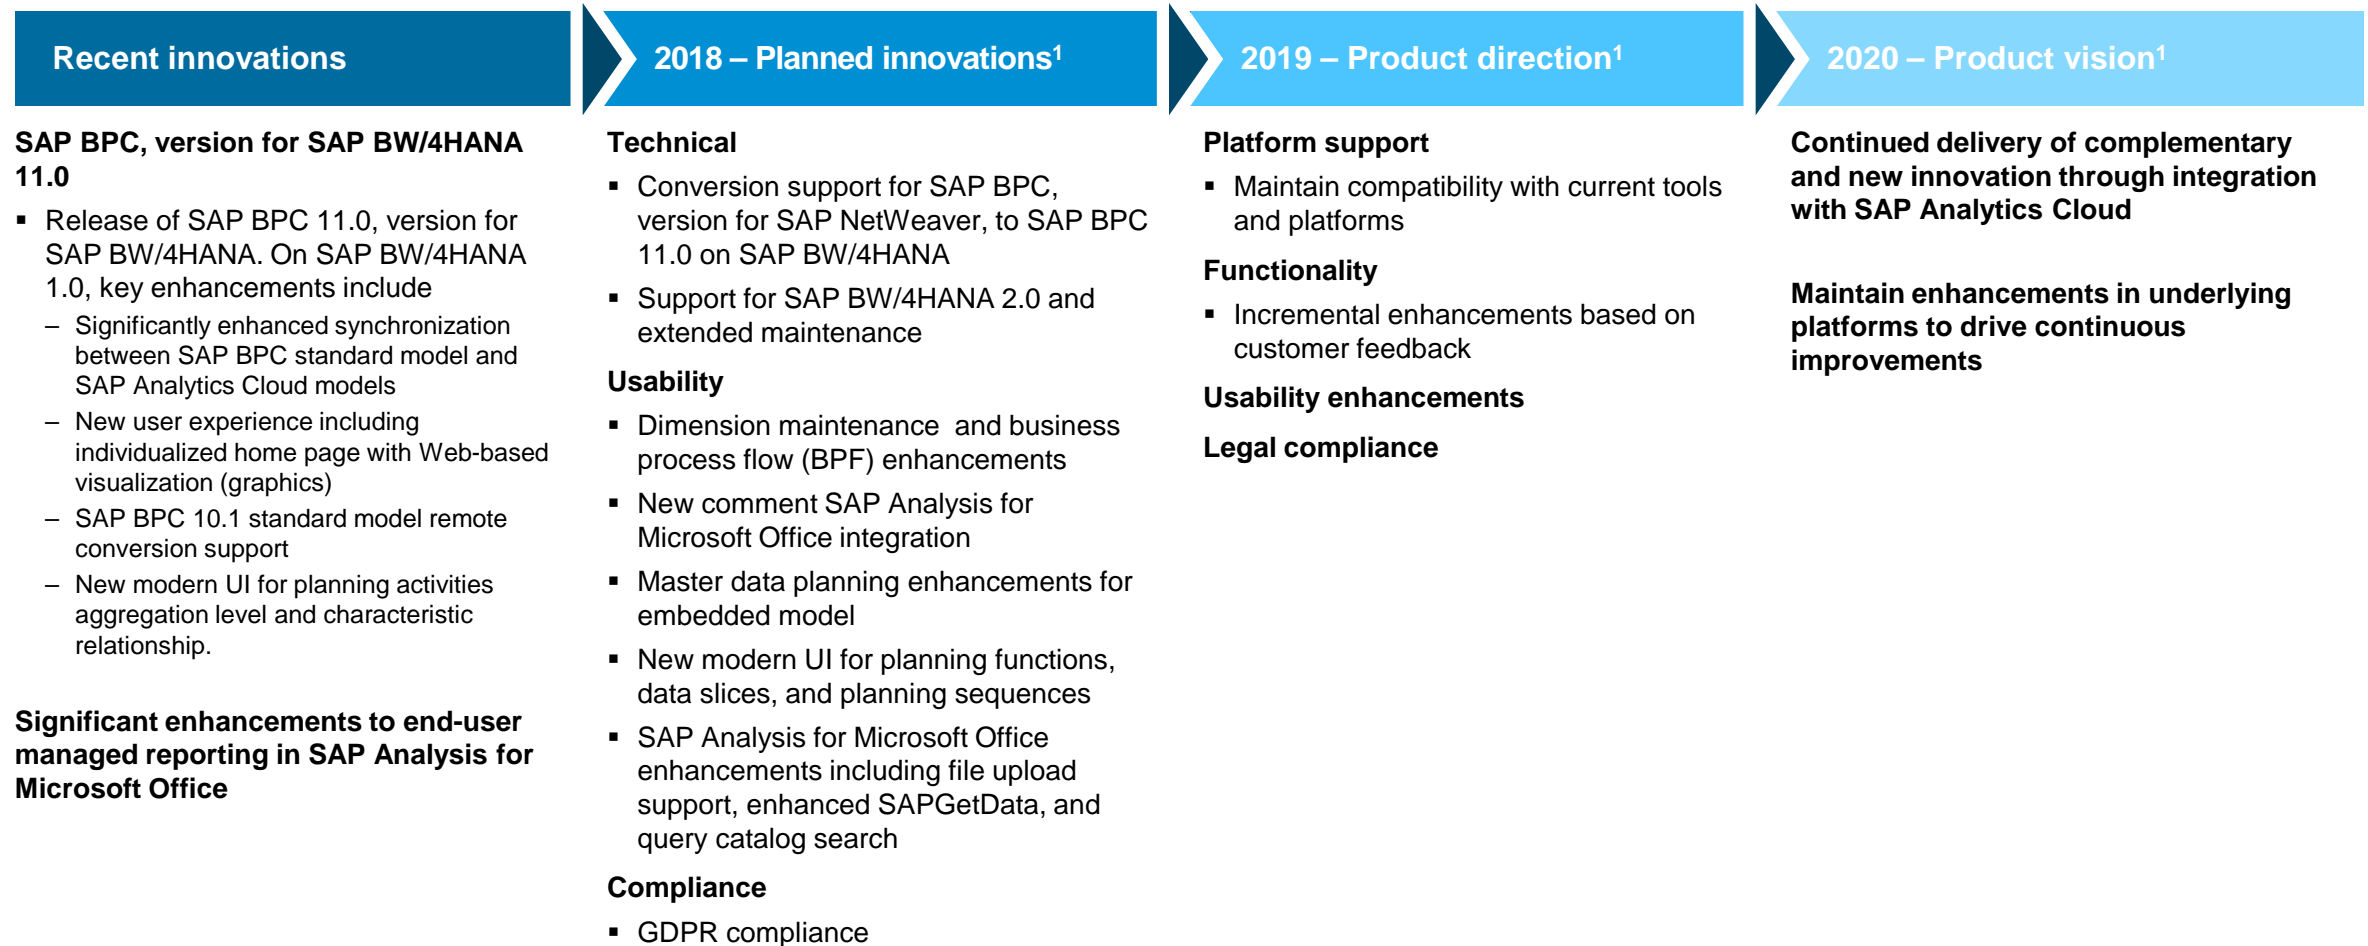 Recent innovations
2018 – Planned innovations¹
2019 – Product direction¹
2020 – Product vision¹
SAP BPC, version for SAP BW/4HANA
11.0
▪ Release of SAP BPC 11.0, version for
SAP BW/4HANA. On SAP BW/4HANA
1.0, key enhancements include
– Significantly enhanced synchronization
between SAP BPC standard model and
SAP Analytics Cloud models
– New user experience including
individualized home page with Web-based
visualization (graphics)
– SAP BPC 10.1 standard model remote
conversion support
– New modern UI for planning activities
aggregation level and characteristic
relationship.
Significant enhancements to end-user
managed reporting in SAP Analysis for
Microsoft Office
Technical
▪ Conversion support for SAP BPC,
version for SAP NetWeaver, to SAP BPC
11.0 on SAP BW/4HANA
▪ Support for SAP BW/4HANA 2.0 and
extended maintenance
Usability
▪ Dimension maintenance  and business
process flow (BPF) enhancements
▪ New comment SAP Analysis for
Microsoft Office integration
▪ Master data planning enhancements for
embedded model
▪ New modern UI for planning functions,
data slices, and planning sequences
▪ SAP Analysis for Microsoft Office
enhancements including file upload
support, enhanced SAPGetData, and
query catalog search
Compliance
▪ GDPR compliance
Platform support
▪ Maintain compatibility with current tools
and platforms
Functionality
▪ Incremental enhancements based on
customer feedback
Usability enhancements
Legal compliance
Continued delivery of complementary
and new innovation through integration
with SAP Analytics Cloud
Maintain enhancements in underlying
platforms to drive continuous
improvements